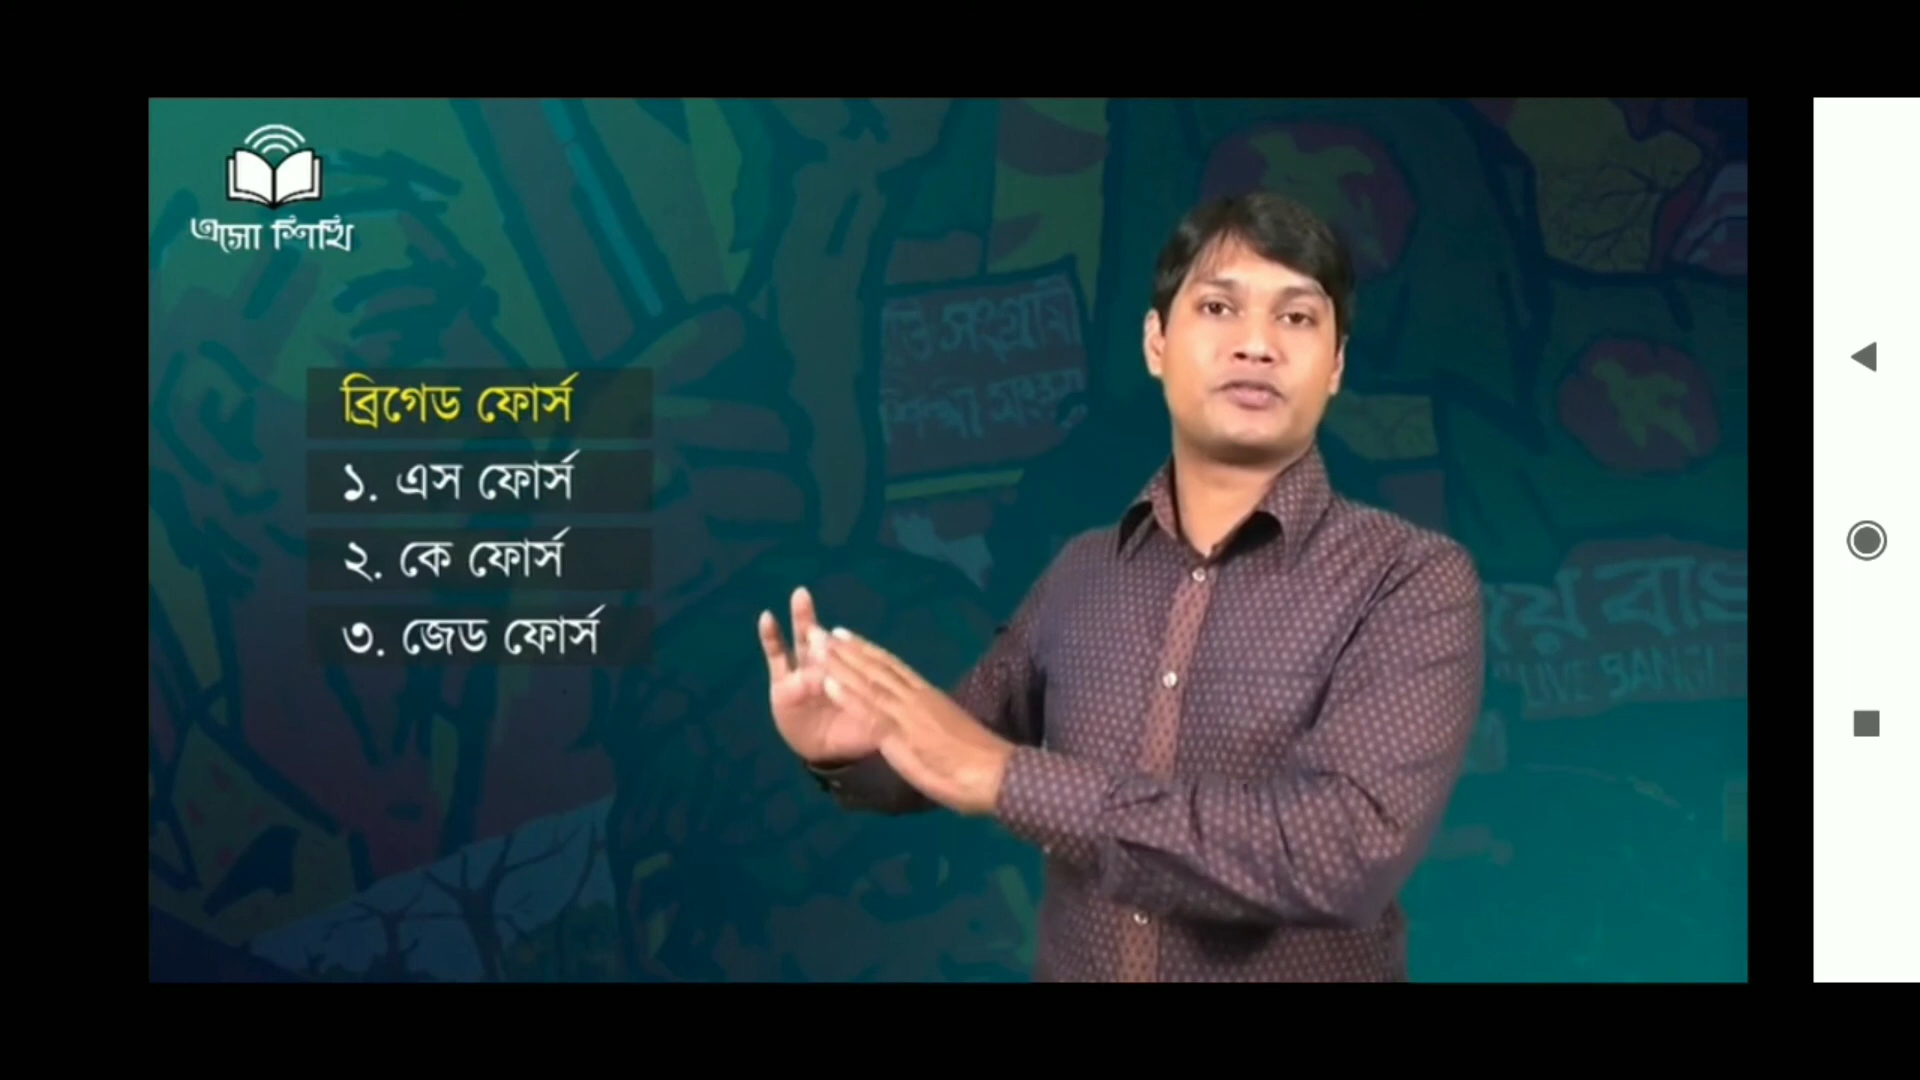 এসো শিখি
ব্রিগেড ফোর্স
১. এস ফোর্স
২. কে ফোর্স
৩. জেড ফোর্স
সংগ্রামী